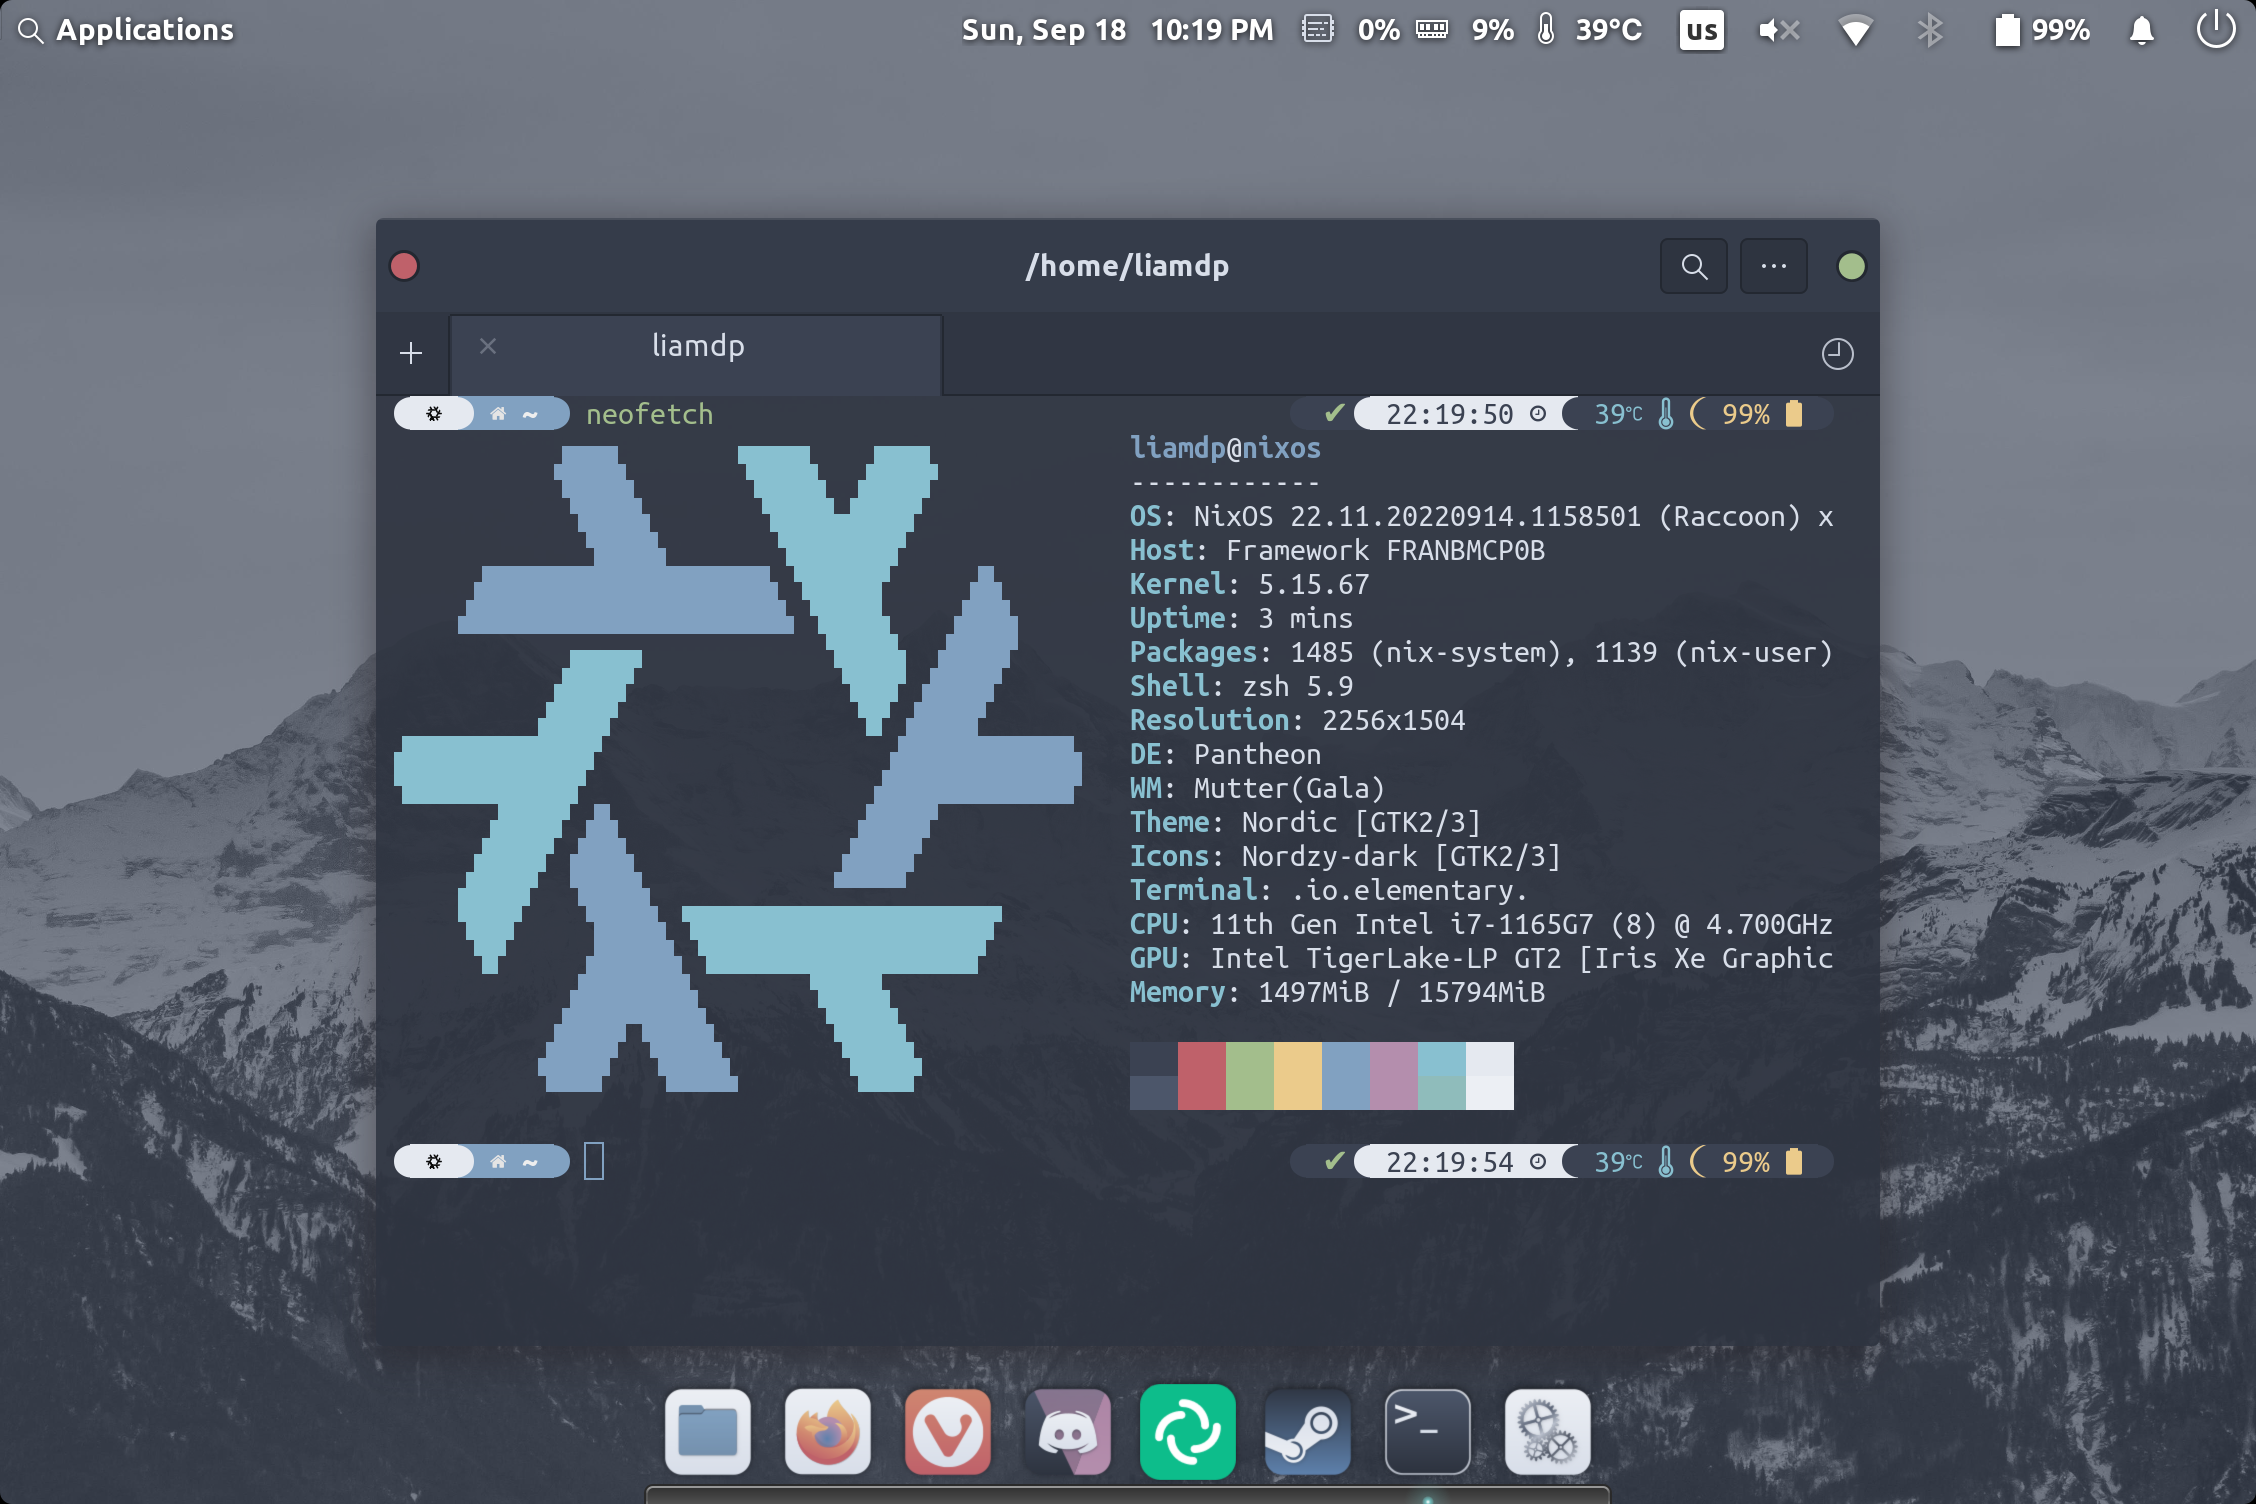 Applications
Sun, Sep 18 10:19 PM 0% 9% 39°C us 99%
/home/liamdp
liamdp
~ neofetch ✔ 22:19:50 39°C 99%
liamdp@nixos
------------
OS: NixOS 22.11.20220914.1158501 (Raccoon) x
Host: Framework FRANBMCP0B
Kernel: 5.15.67
Uptime: 3 mins
Packages: 1485 (nix-system), 1139 (nix-user)
Shell: zsh 5.9
Resolution: 2256x1504
DE: Pantheon
WM: Mutter(Gala)
Theme: Nordic [GTK2/3]
Icons: Nordzy-dark [GTK2/3]
Terminal: .io.elementary.
CPU: 11th Gen Intel i7-1165G7 (8) @ 4.700GHz
GPU: Intel TigerLake-LP GT2 [Iris Xe Graphic
Memory: 1497MiB / 15794MiB
~ ✔ 22:19:54 39°C 99%
>_